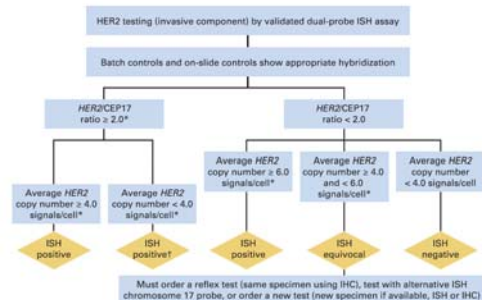 HER2 testing (invasive component) by validated dual-probe ISH assay
Batch controls and on-slide controls show appropriate hybridization
HER2/CEP17
ratio ≥ 2.0*
HER2/CEP17
ratio < 2.0
Average HER2
copy number ≥ 4.0
signals/cell*
Average HER2
copy number < 4.0
signals/cell*
Average HER2
copy number ≥ 6.0
signals/cell*
Average HER2
copy number ≥ 4.0
and < 6.0
signals/cell*
Average HER2
copy number
< 4.0 signals/cell
ISH
positive
ISH
positive†
ISH
positive
ISH
equivocal
ISH
negative
Must order a reflex test (same specimen using IHC), test with alternative ISH
chromosome 17 probe, or order a new test (new specimen if available, ISH or IHC)